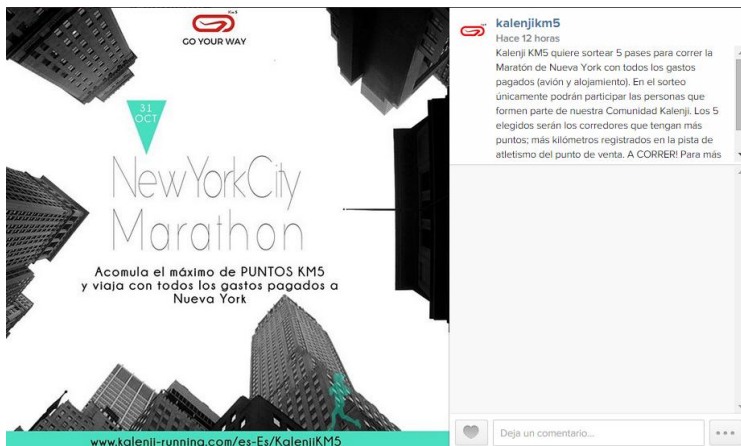 GO YOUR WAY
31
OCT
New York City
Marathon
Acomula el máximo de PUNTOS KM5
y viaja con todos los gastos pagados a
Nueva York
www.kalenji-running.com/es-Es/KalenjiKM5
kalenjikm5
Hace 12 horas
Kalenji KM5 quiere sortear 5 pases para correr la
Maratón de Nueva York con todos los gastos
pagados (avión y alojamiento). En el sorteo
únicamente podrán participar las personas que
formen parte de nuestra Comunidad Kalenji. Los 5
elegidos serán los corredores que tengan más
puntos; más kilómetros registrados en la pista de
atletismo del punto de venta. A CORRER! Para más
Deja un comentario...